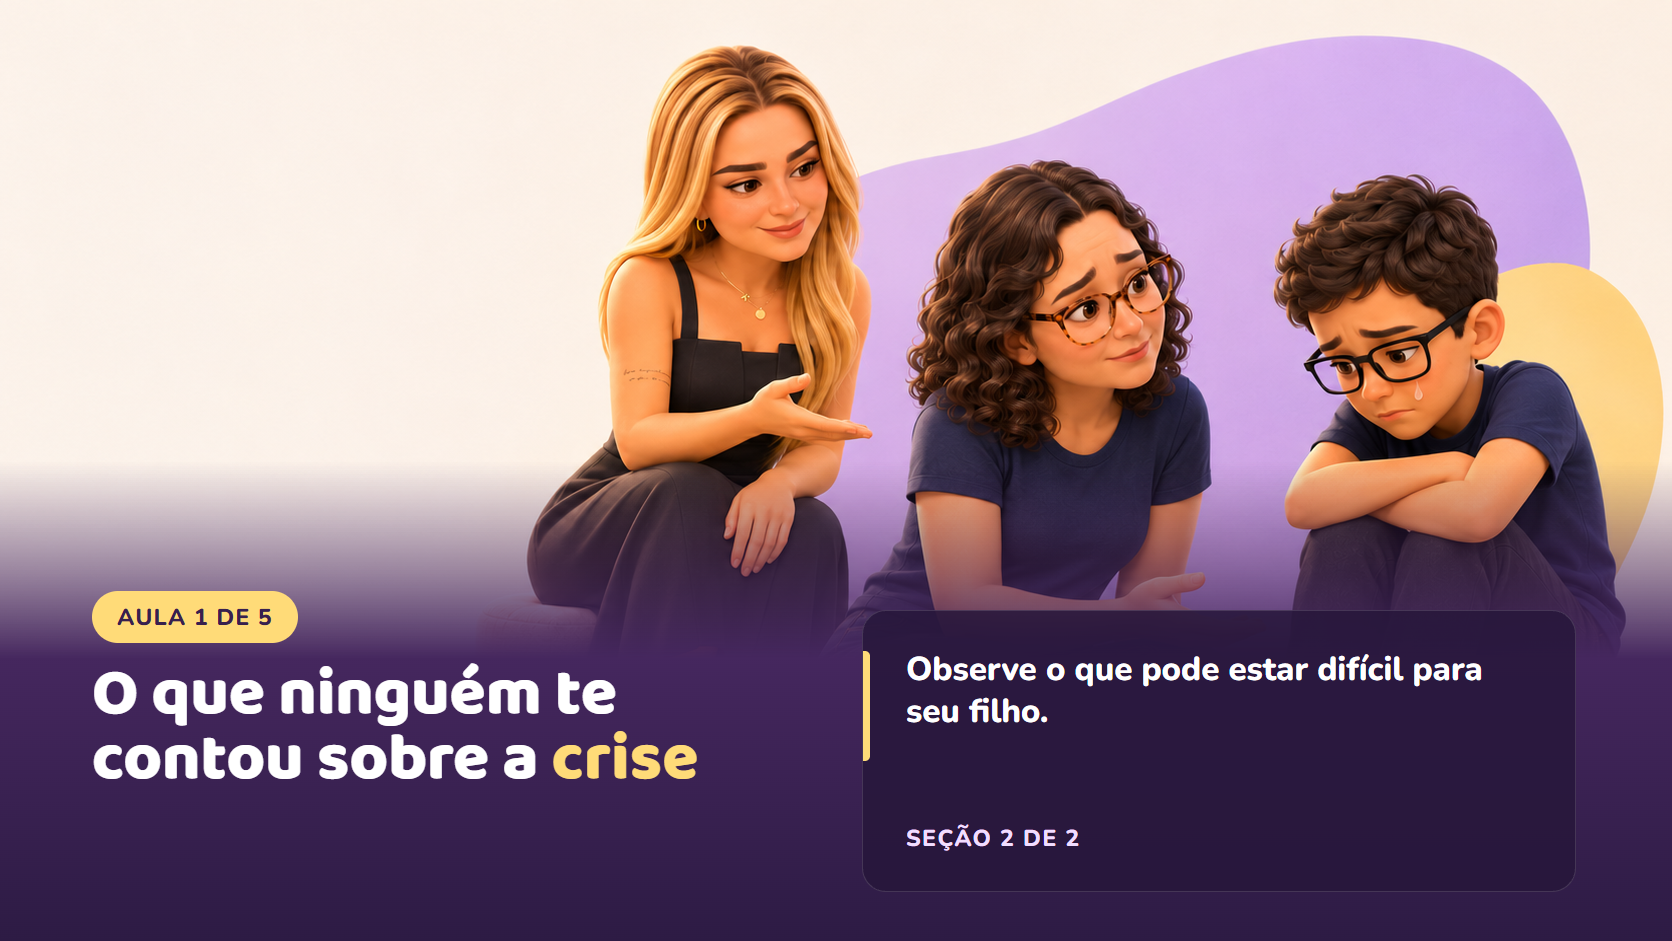 AULA 1 DE 5
O que ninguém te
contou sobre a crise
Observe o que pode estar difícil para
seu filho.
SEÇÃO 2 DE 2